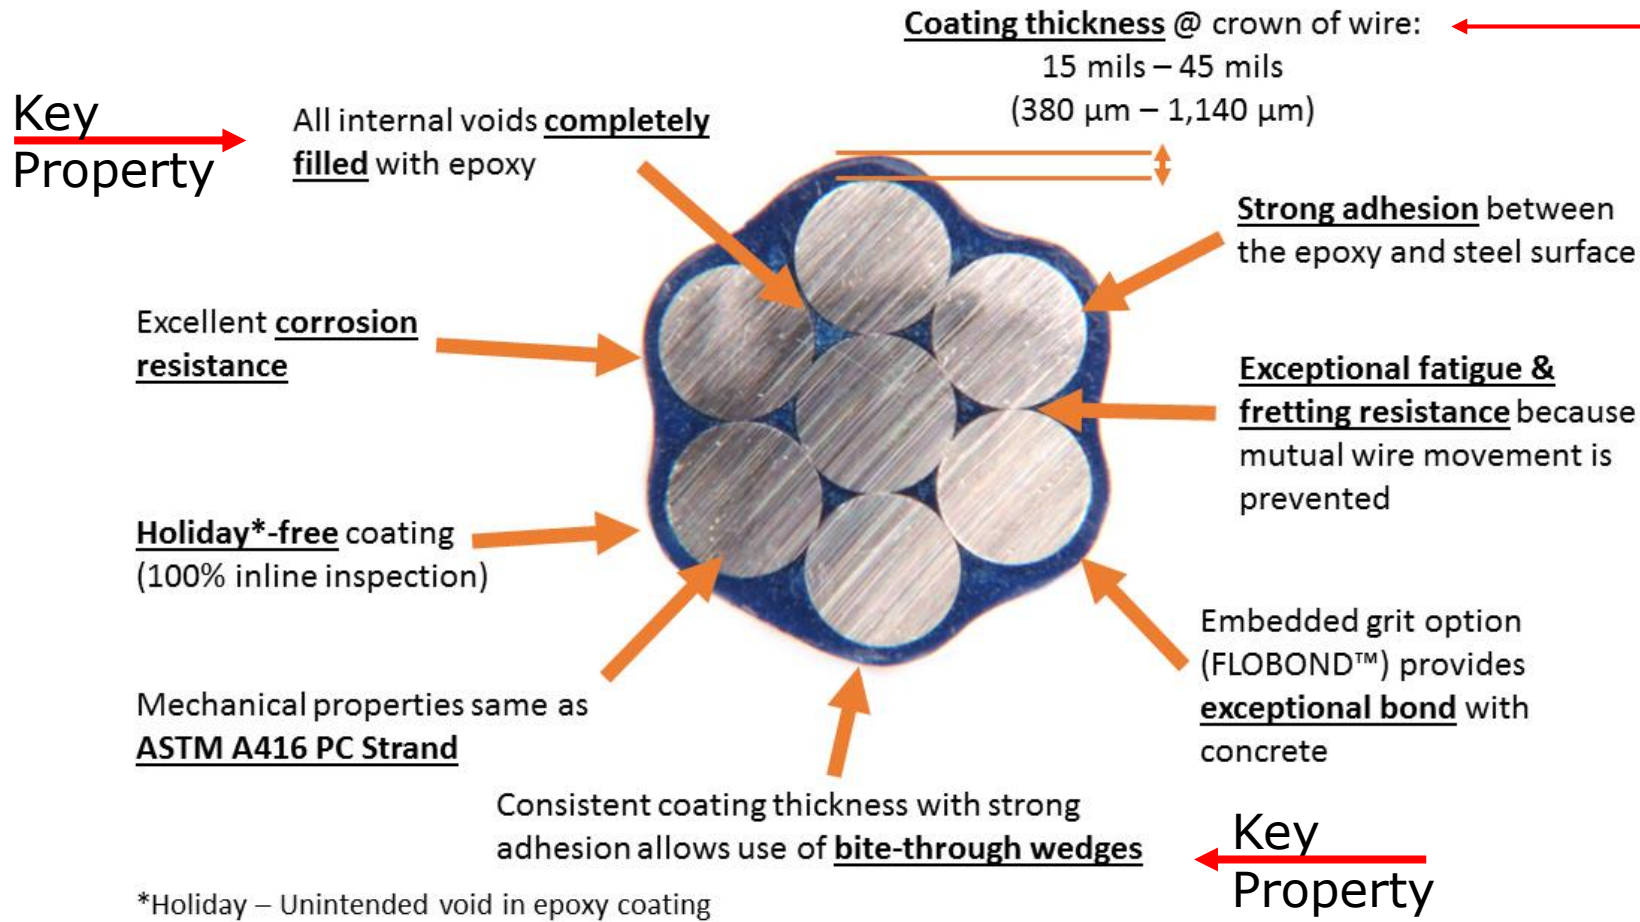 Coating thickness @ crown of wire:
15 mils – 45 mils
(380 µm – 1,140 µm)
Key
Property
All internal voids completely
filled with epoxy
Strong adhesion between
the epoxy and steel surface
Excellent corrosion
resistance
Exceptional fatigue &
fretting resistance because
mutual wire movement is
prevented
Holiday*-free coating
(100% inline inspection)
Embedded grit option
(FLOBOND™) provides
exceptional bond with
concrete
Mechanical properties same as
ASTM A416 PC Strand
Consistent coating thickness with strong
adhesion allows use of bite-through wedges
Key
Property
*Holiday – Unintended void in epoxy coating